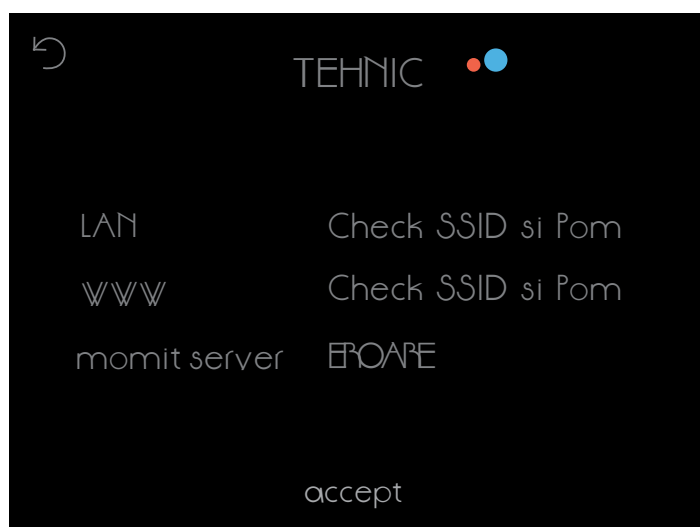 TEHNIC
LAN Check SSID si Pom
WWW Check SSID si Pom
momit server EROARE
accept